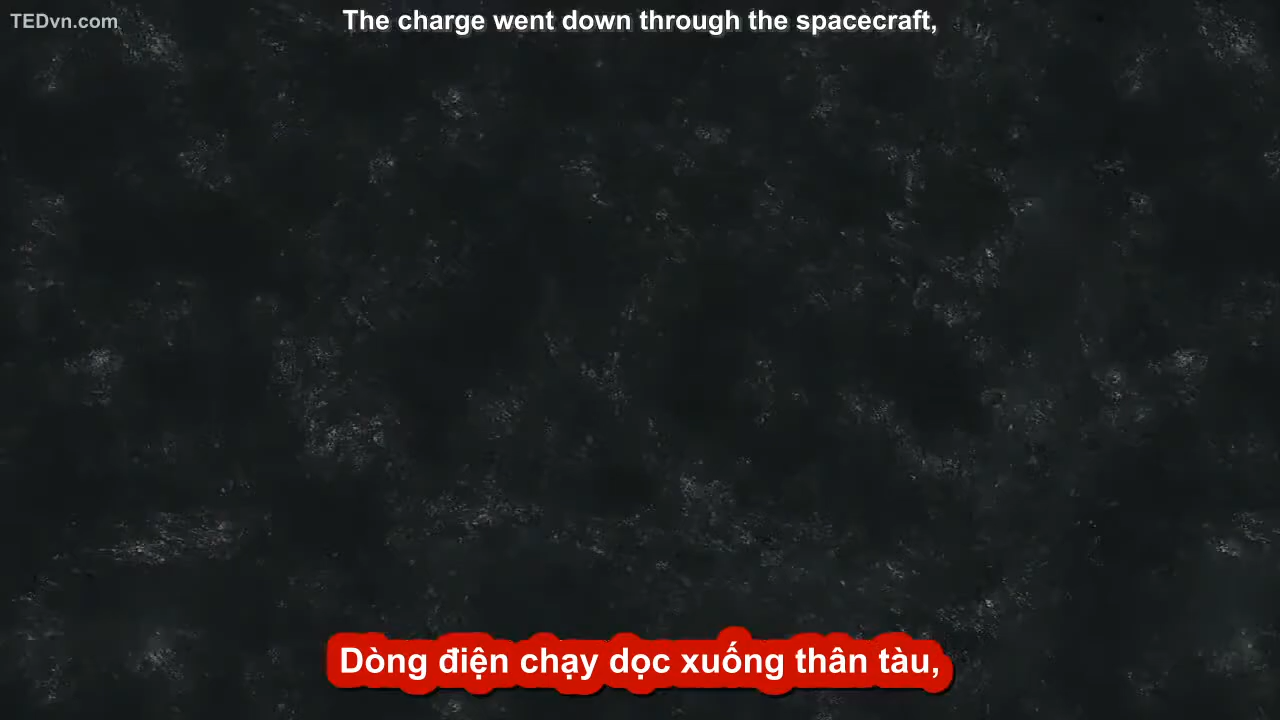 TEDvn.com
The charge went down through the spacecraft,
Dòng điện chạy dọc xuống thân tàu,